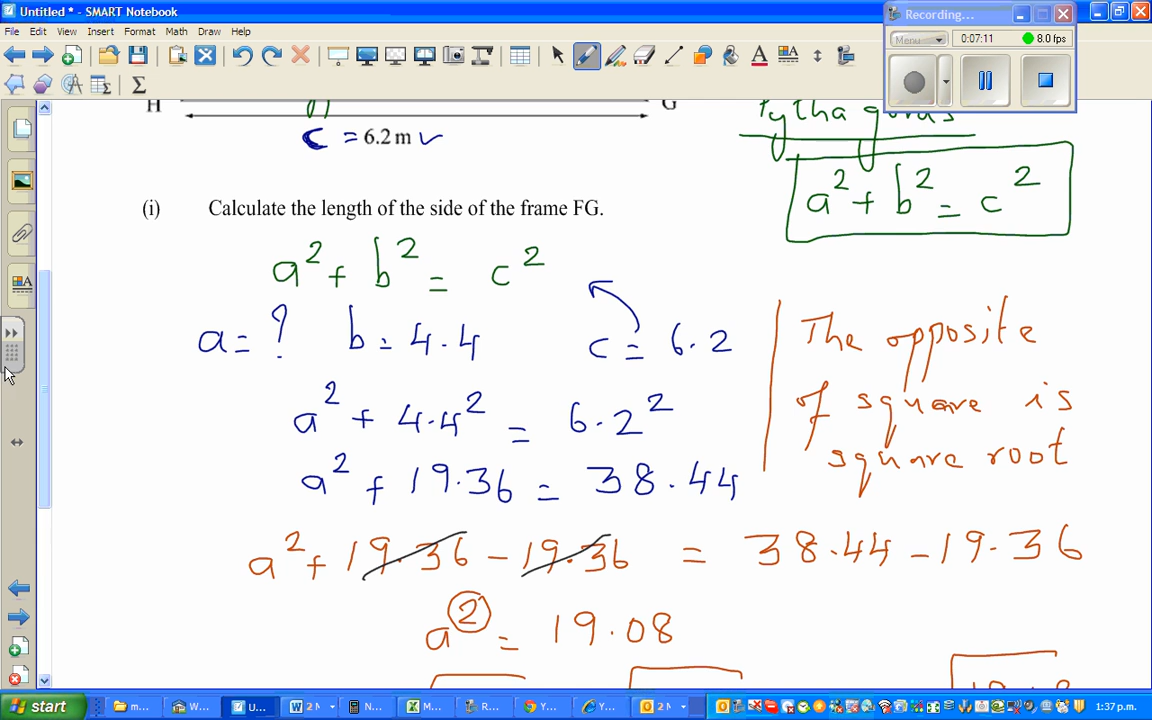 Untitled * - SMART Notebook
File Edit View Insert Format Math Draw Help
Recording...
Menu
0:07:11
8.0 fps
H G
c = 6.2 m
Pythagoras
a² + b² = c²
(i) Calculate the length of the side of the frame FG.
a² + b² = c²
a = ? b = 4.4 c = 6.2
The opposite
of square is
square root
a² + 4.4² = 6.2²
a² + 19.36 = 38.44
a² + 19.36 - 19.36 = 38.44 - 19.36
a² = 19.08
start
m...
W...
U...
2 N
N...
M...
R...
Y...
Y...
2 N
1:37 p.m.